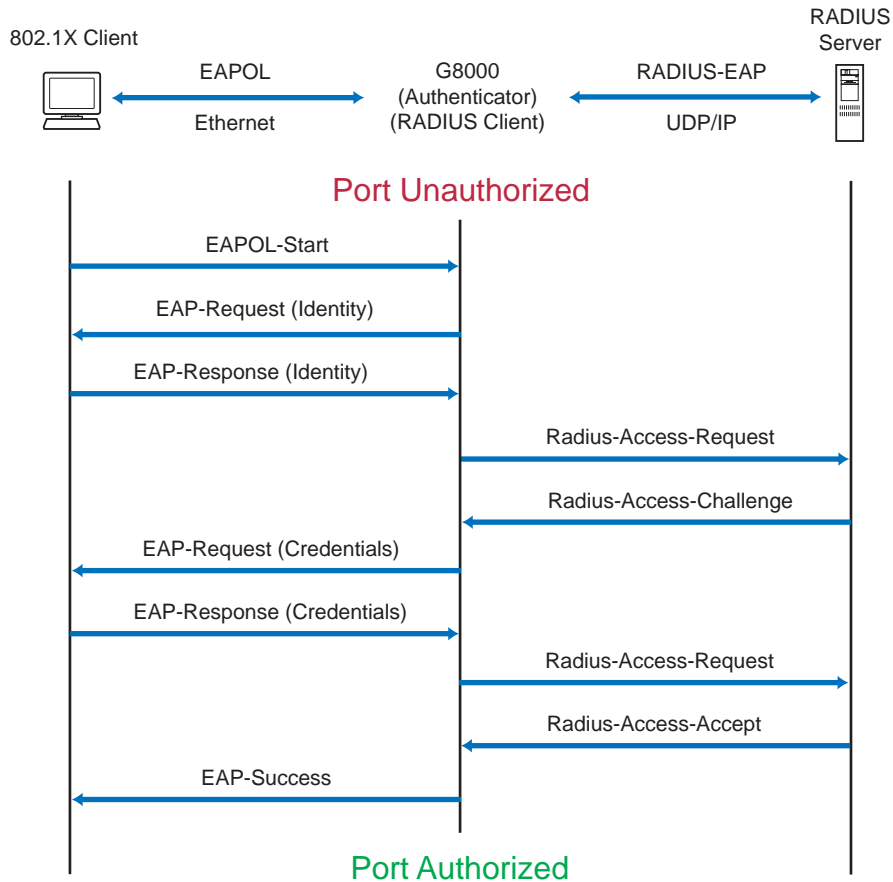 802.1X Client
RADIUS
Server
EAPOL
Ethernet
G8000
(Authenticator)
(RADIUS Client)
RADIUS-EAP
UDP/IP
Port Unauthorized
EAPOL-Start
EAP-Request (Identity)
EAP-Response (Identity)
Radius-Access-Request
Radius-Access-Challenge
EAP-Request (Credentials)
EAP-Response (Credentials)
Radius-Access-Request
Radius-Access-Accept
EAP-Success
Port Authorized